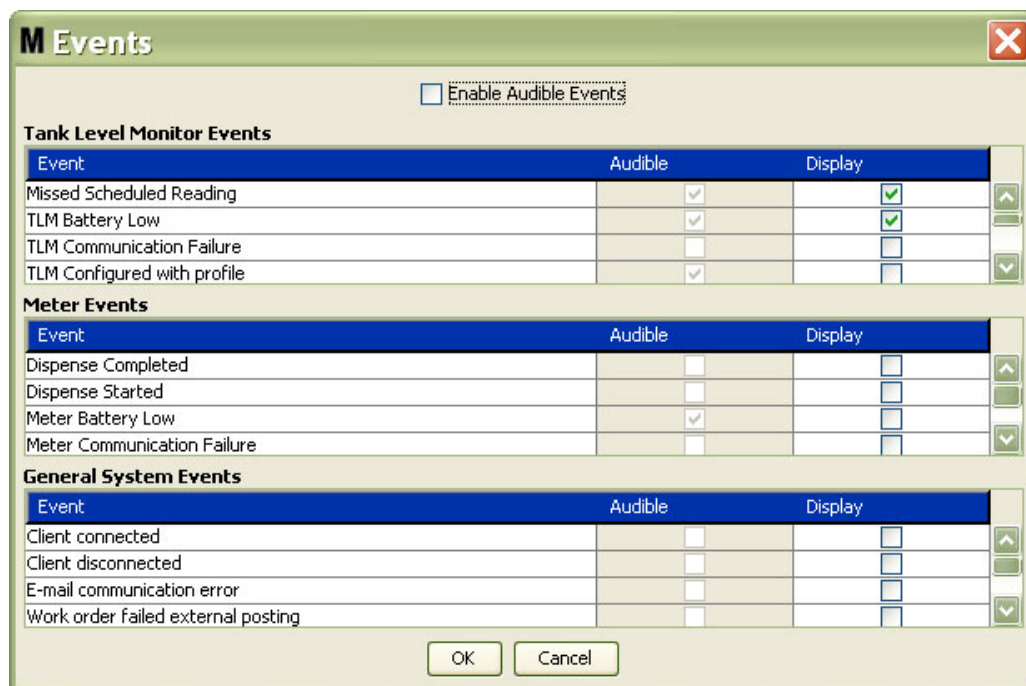 M Events
Enable Audible Events
Tank Level Monitor Events
Event Audible Display
Missed Scheduled Reading
TLM Battery Low
TLM Communication Failure
TLM Configured with profile
Meter Events
Event Audible Display
Dispense Completed
Dispense Started
Meter Battery Low
Meter Communication Failure
General System Events
Event Audible Display
Client connected
Client disconnected
E-mail communication error
Work order failed external posting
OK Cancel